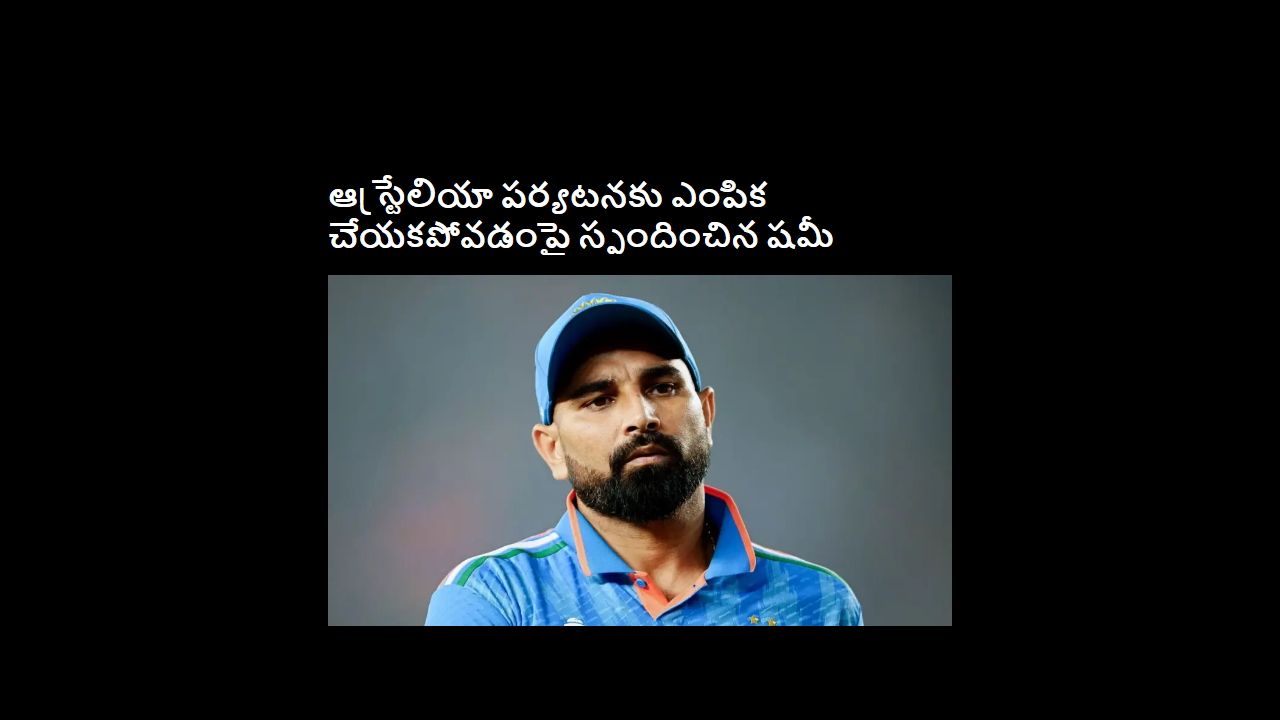 ఆస్ట్రేలియా పర్యటనకు ఎంపిక
చేయకపోవడంపై స్పందించిన షమీ